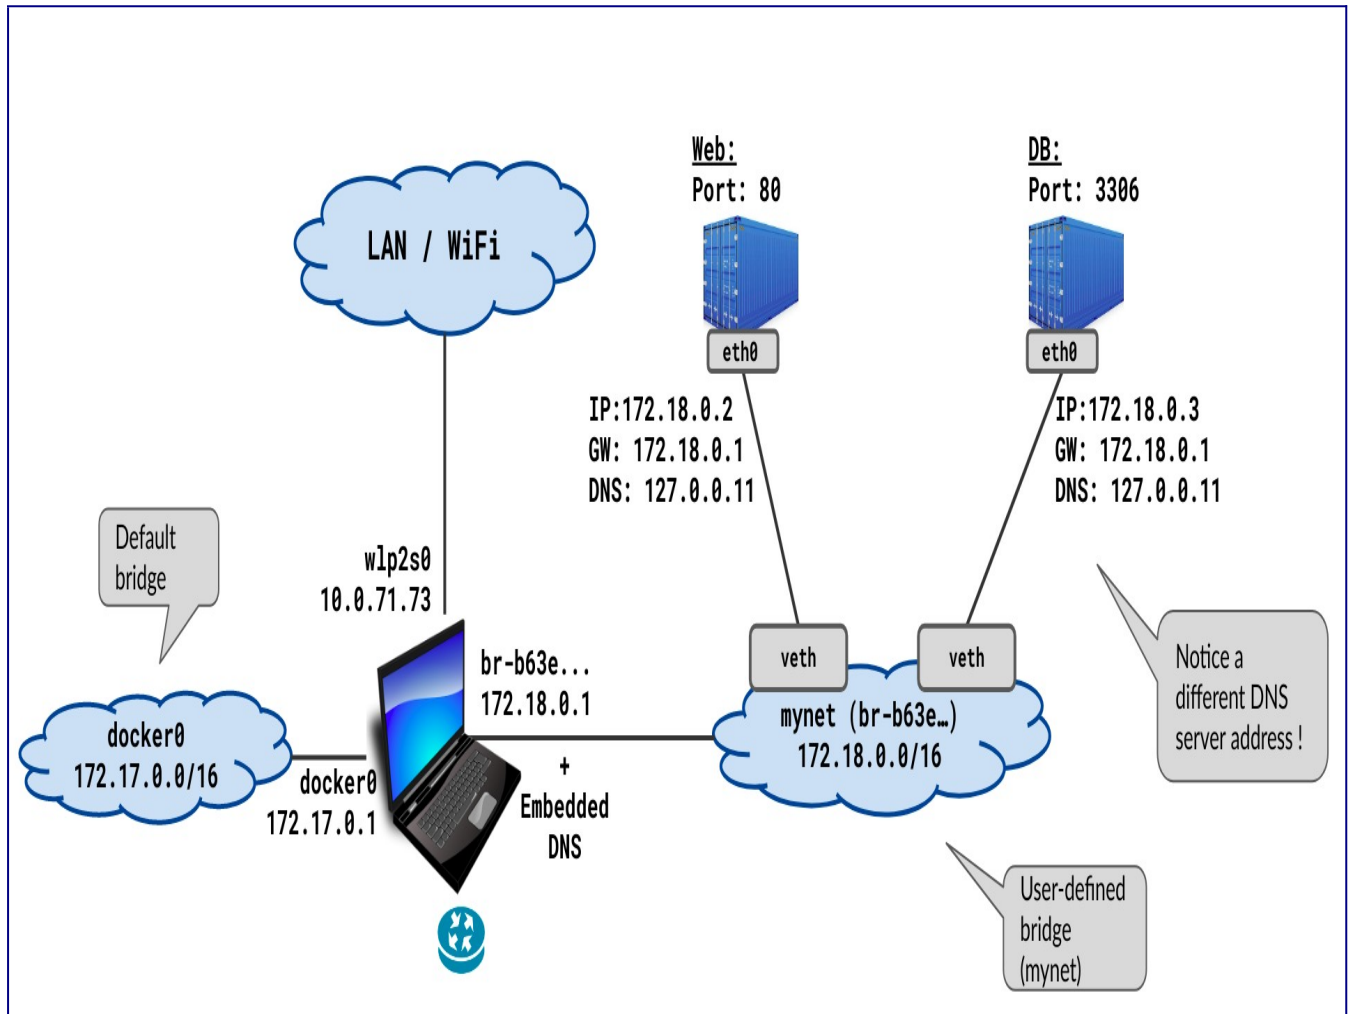 Web:
Port: 80
DB:
Port: 3306
LAN / WiFi
eth0
eth0
IP:172.18.0.2
GW: 172.18.0.1
DNS: 127.0.0.11
IP:172.18.0.3
GW: 172.18.0.1
DNS: 127.0.0.11
Default
bridge
wlp2s0
10.0.71.73
br-b63e...
172.18.0.1
+
Embedded
DNS
veth
veth
mynet (br-b63e…)
172.18.0.0/16
Notice a
different DNS
server address !
docker0
172.17.0.0/16
docker0
172.17.0.1
User-defined
bridge
(mynet)